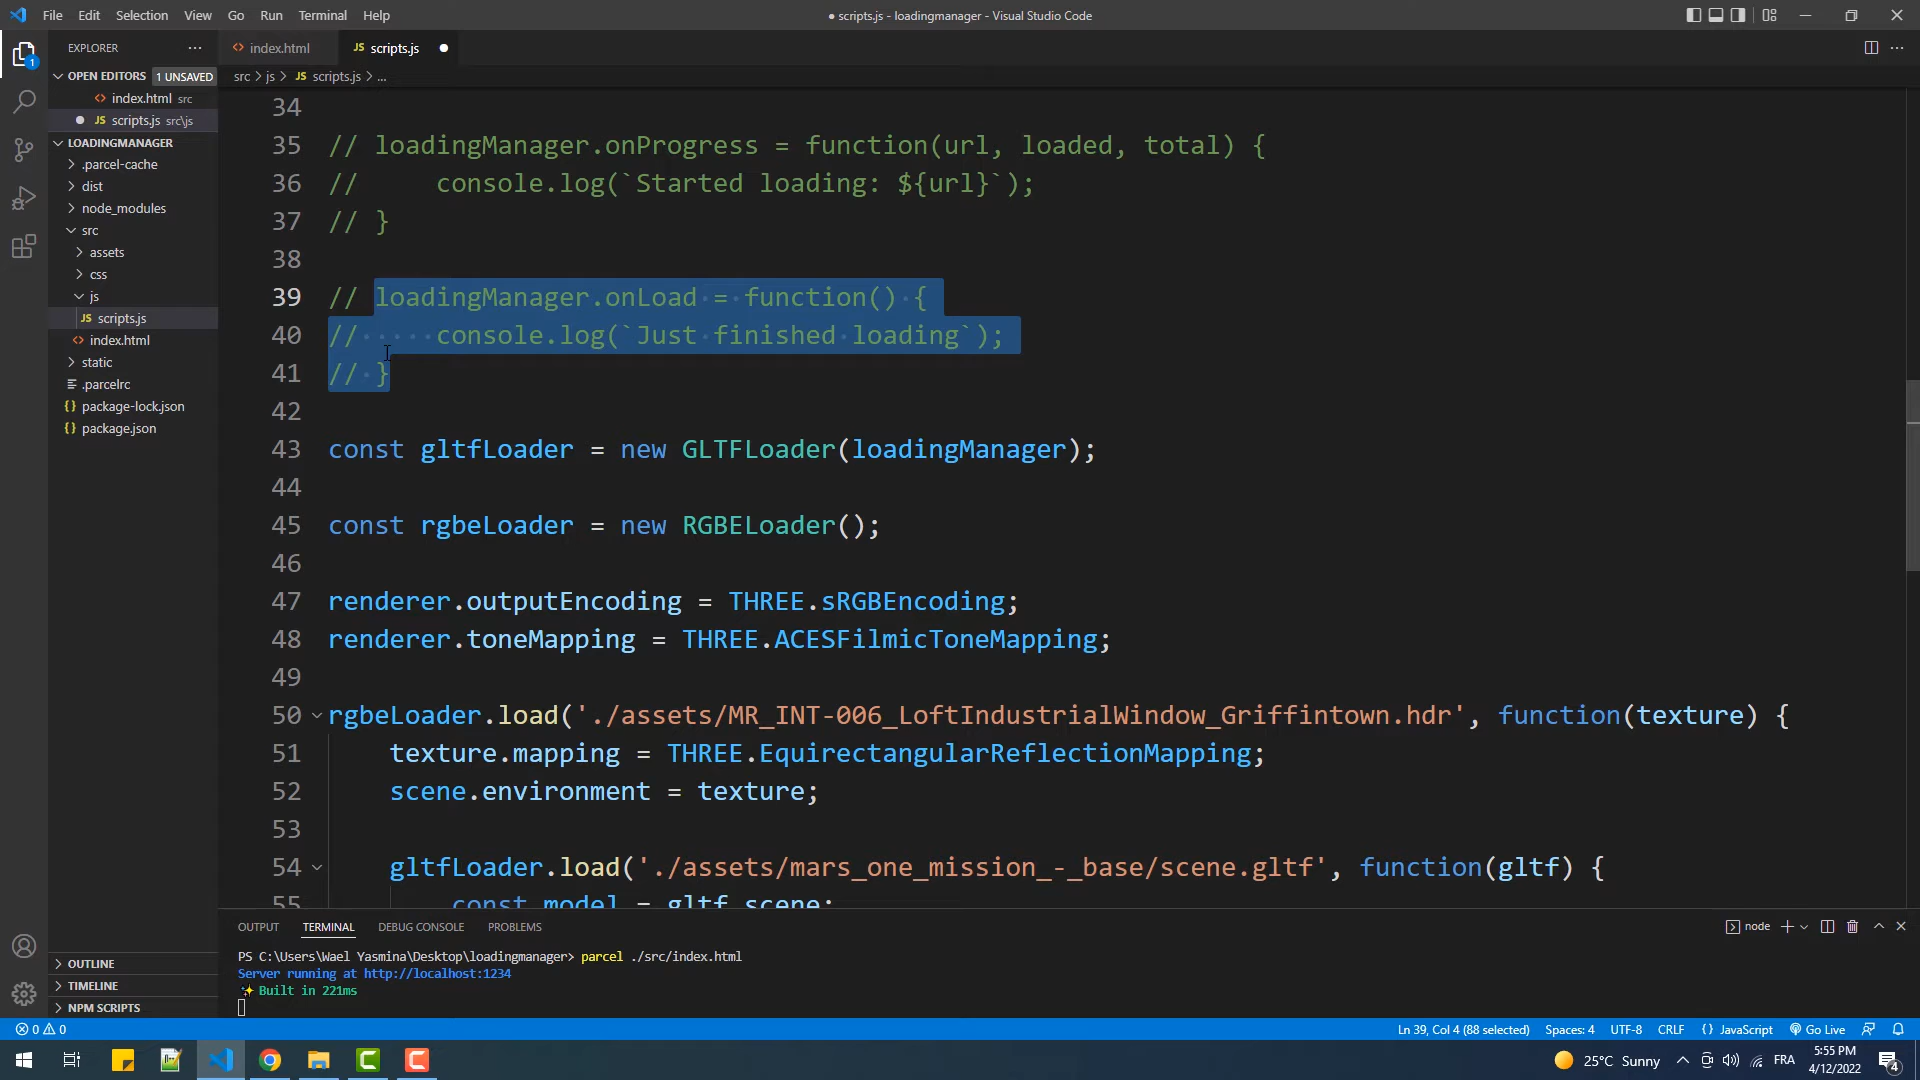 File Edit Selection View Go Run Terminal Help
● scripts.js - loadingmanager - Visual Studio Code
EXPLORER ...
<> index.html
JS scripts.js ●
1
OPEN EDITORS 1 UNSAVED
<> index.html src
● JS scripts.js src\js
LOADINGMANAGER
.parcel-cache
dist
node_modules
src
assets
css
js
JS scripts.js
<> index.html
static
.parcelrc
{} package-lock.json
{} package.json
OUTLINE
TIMELINE
NPM SCRIPTS
src > js > JS scripts.js > ...
34
35 // loadingManager.onProgress = function(url, loaded, total) {
36 //     console.log(`Started loading: ${url}`);
37 // }
38
39 // loadingManager.onLoad = function() {
40 //     console.log(`Just finished loading`);
41 // }
42
43 const gltfLoader = new GLTFLoader(loadingManager);
44
45 const rgbeLoader = new RGBELoader();
46
47 renderer.outputEncoding = THREE.sRGBEncoding;
48 renderer.toneMapping = THREE.ACESFilmicToneMapping;
49
50 rgbeLoader.load('./assets/MR_INT-006_LoftIndustrialWindow_Griffintown.hdr', function(texture) {
51     texture.mapping = THREE.EquirectangularReflectionMapping;
52     scene.environment = texture;
53
54     gltfLoader.load('./assets/mars_one_mission_-_base/scene.gltf', function(gltf) {
55         const model = gltf.scene;
OUTPUT TERMINAL DEBUG CONSOLE PROBLEMS
node
PS C:\Users\Wael Yasmina\Desktop\loadingmanager> parcel ./src/index.html
Server running at http://localhost:1234
✨ Built in 221ms
0 0
Ln 39, Col 4 (88 selected) Spaces: 4 UTF-8 CRLF {} JavaScript Go Live
25°C Sunny FRA 5:55 PM
4/12/2022
4